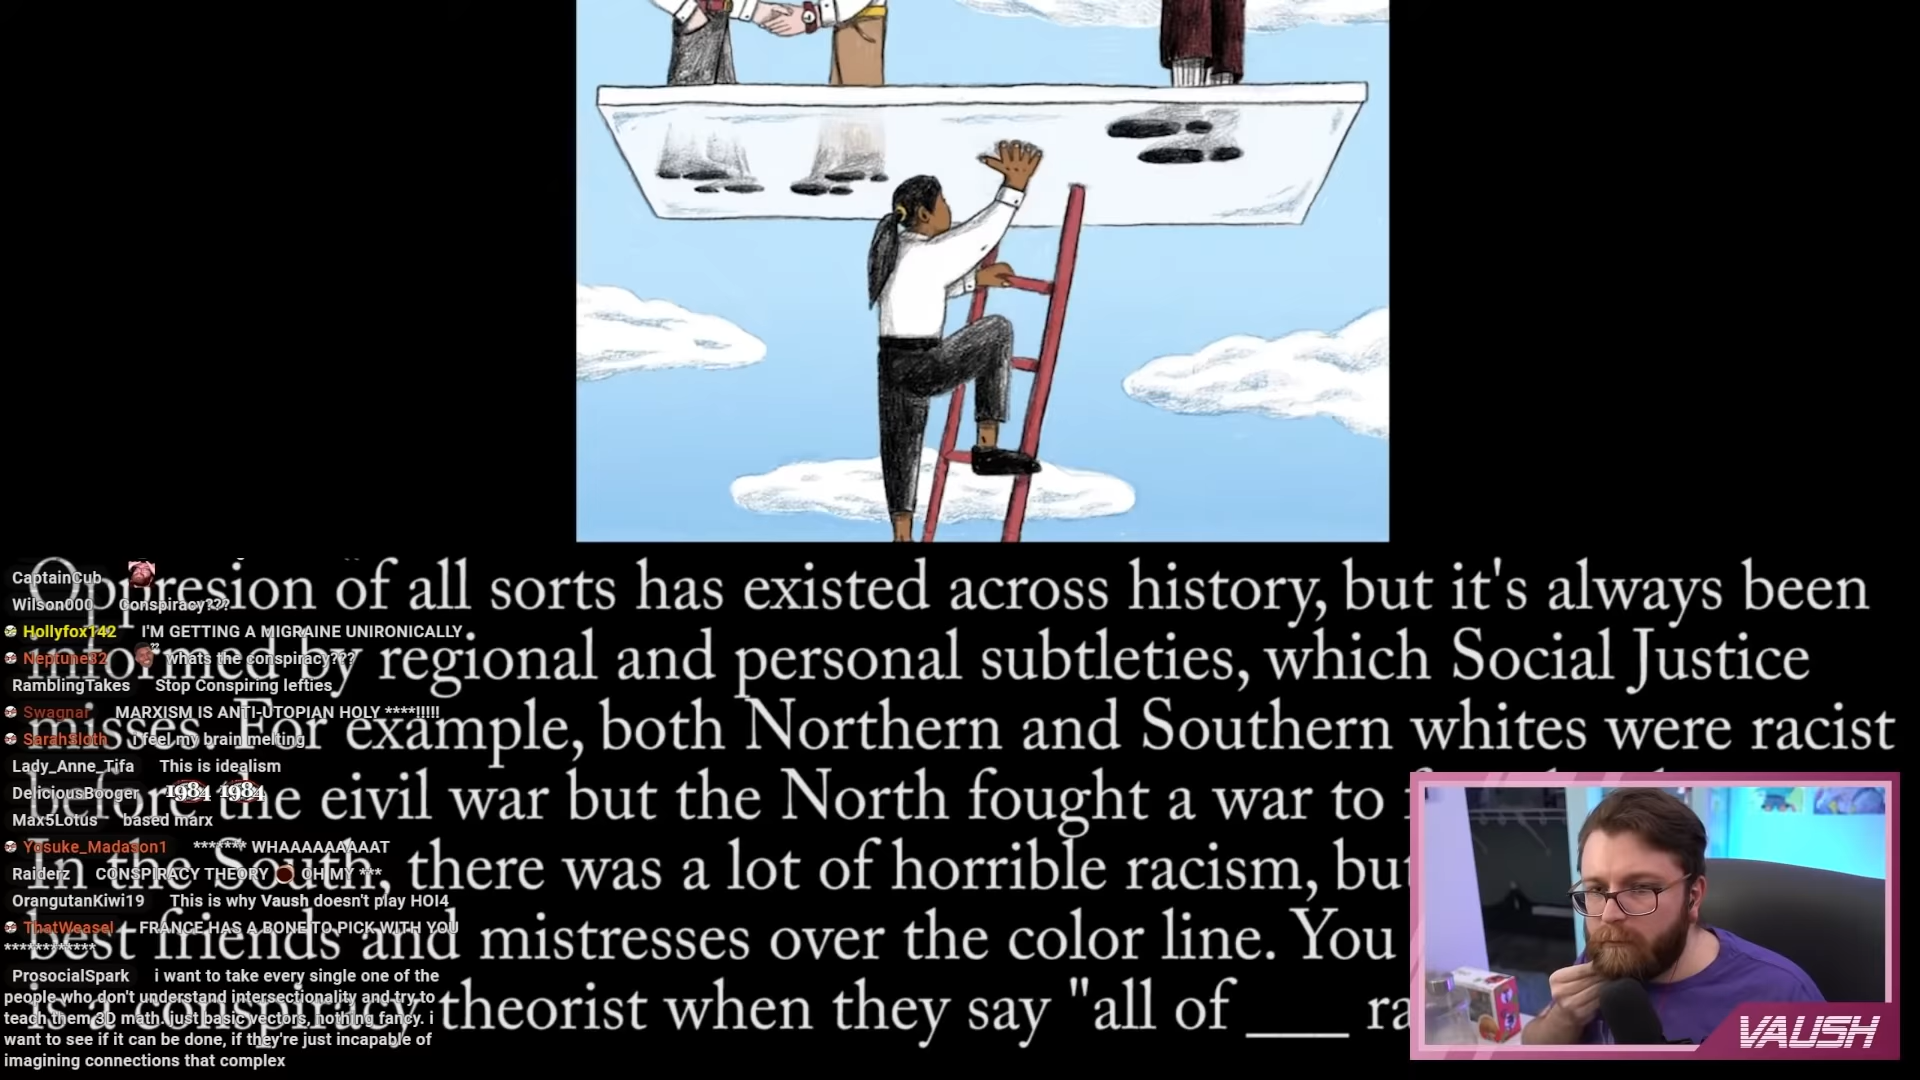 Oppresion of all sorts has existed across history, but it's always been
informed by regional and personal subtleties, which Social Justice
misses. For example, both Northern and Southern whites were racist
before the eivil war but the North fought a war to
In the South, there was a lot of horrible racism, but
best friends and mistresses over the color line. You
is a conspiracy theorist when they say "all of ___ ra
CaptainCub
Wilson000 Conspiracy???
Hollyfox142 I'M GETTING A MIGRAINE UNIRONICALLY
Neptune32 whats the conspiracy???
RamblingTakes Stop Conspiring lefties
Swagnar MARXISM IS ANTI-UTOPIAN HOLY ****!!!!!
SarahSloth i feel my brain melting
Lady_Anne_Tifa This is idealism
DeliciousBooger 1984 1984
Max5Lotus based marx
Yosuke_Madason1 ******* WHAAAAAAAAT
Raiderz CONSPIRACY THEORY OH MY ***
OrangutanKiwi19 This is why Vaush doesn't play HOI4
ThatWeasel FRANCE HAS A BONE TO PICK WITH YOU
************
ProsocialSpark i want to take every single one of the
people who don't understand intersectionality and try to
teach them 3D math. just basic vectors, nothing fancy. i
want to see if it can be done, if they're just incapable of
imagining connections that complex
VAUSH